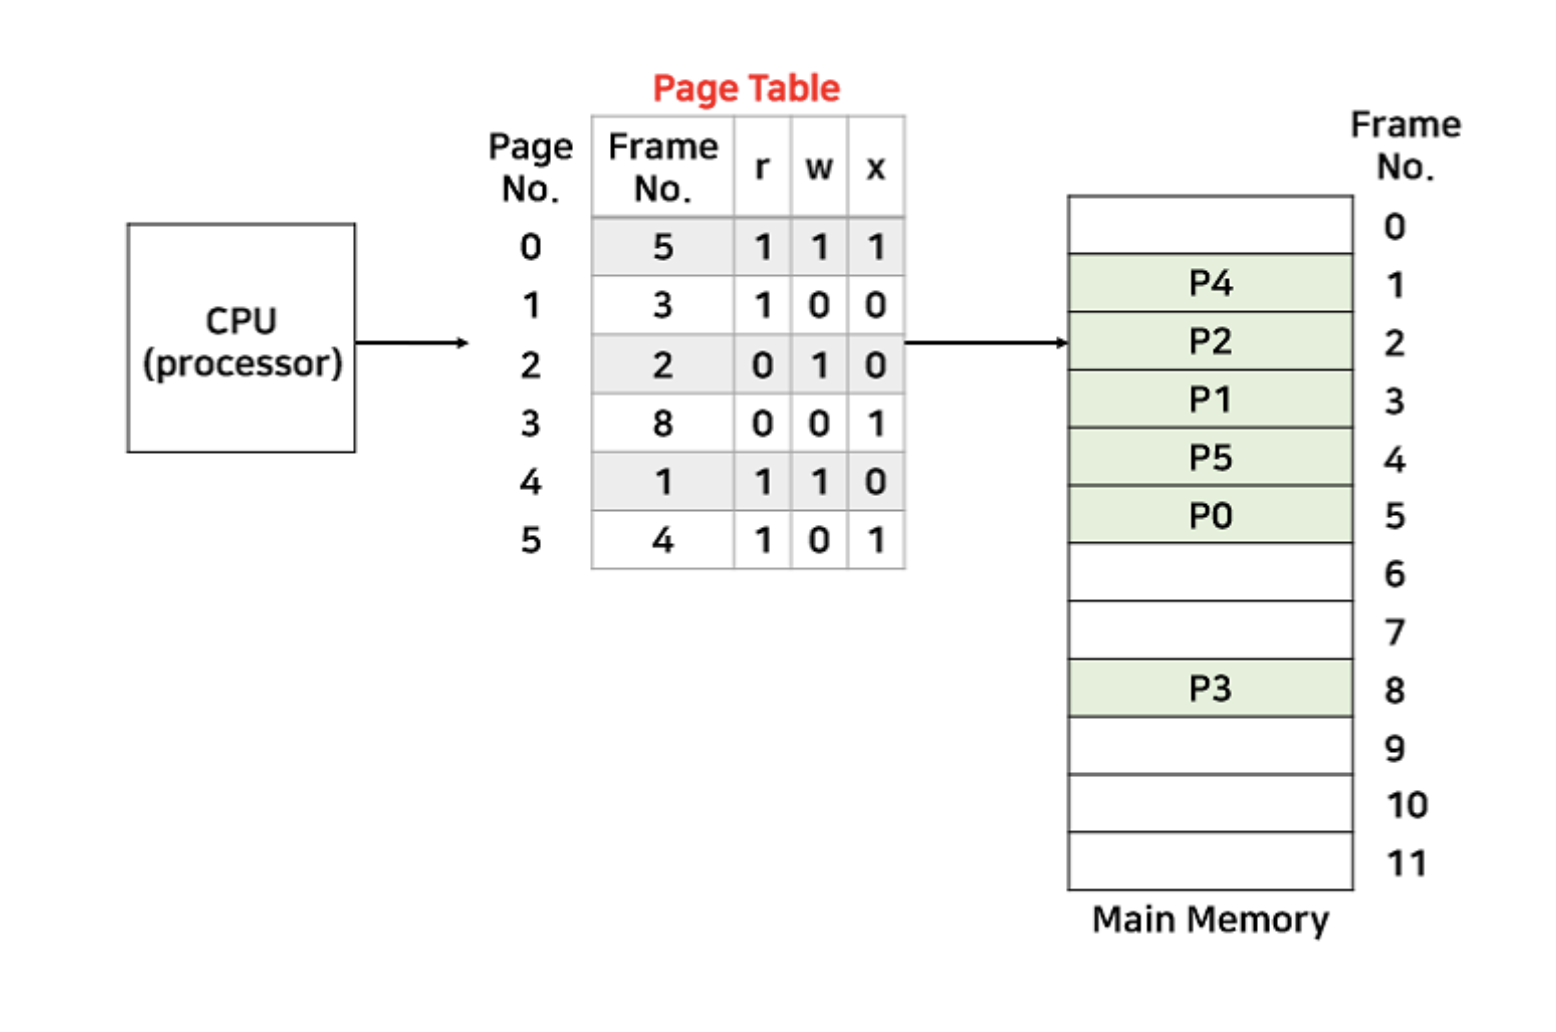 Page Table
Page No.
Frame No. r w x
0 5 1 1 1
1 3 1 0 0
2 2 0 1 0
3 8 0 0 1
4 1 1 1 0
5 4 1 0 1
CPU
(processor)
Frame
No.
0
P4 1
P2 2
P1 3
P5 4
P0 5
6
7
P3 8
9
10
11
Main Memory